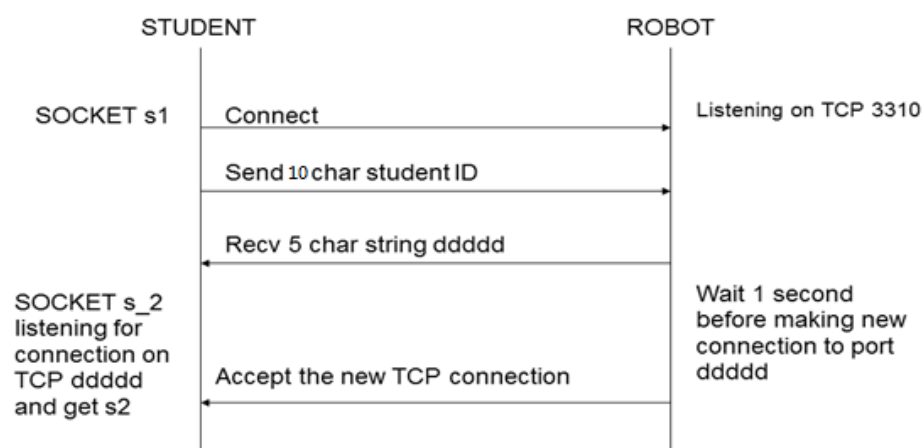 STUDENT
ROBOT
SOCKET s1
Connect
Listening on TCP 3310
Send 10 char student ID
Recv 5 char string ddddd
SOCKET s_2
listening for
connection on
TCP ddddd
and get s2
Wait 1 second
before making new
connection to port
ddddd
Accept the new TCP connection